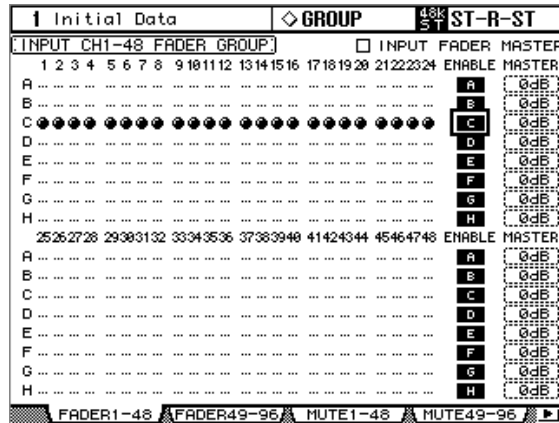 1 Initial Data ◇ GROUP 48K ST ST-R-ST
INPUT CH1-48 FADER GROUP □ INPUT FADER MASTER
1 2 3 4 5 6 7 8 9 10 11 12 13 14 15 16 17 18 19 20 21 22 23 24 ENABLE MASTER
A A 0dB
B B 0dB
C C 0dB
D D 0dB
E E 0dB
F F 0dB
G G 0dB
H H 0dB
25 26 27 28 29 30 31 32 33 34 35 36 37 38 39 40 41 42 43 44 45 46 47 48 ENABLE MASTER
A A 0dB
B B 0dB
C C 0dB
D D 0dB
E E 0dB
F F 0dB
G G 0dB
H H 0dB
FADER1-48 FADER49-96 MUTE1-48 MUTE49-96